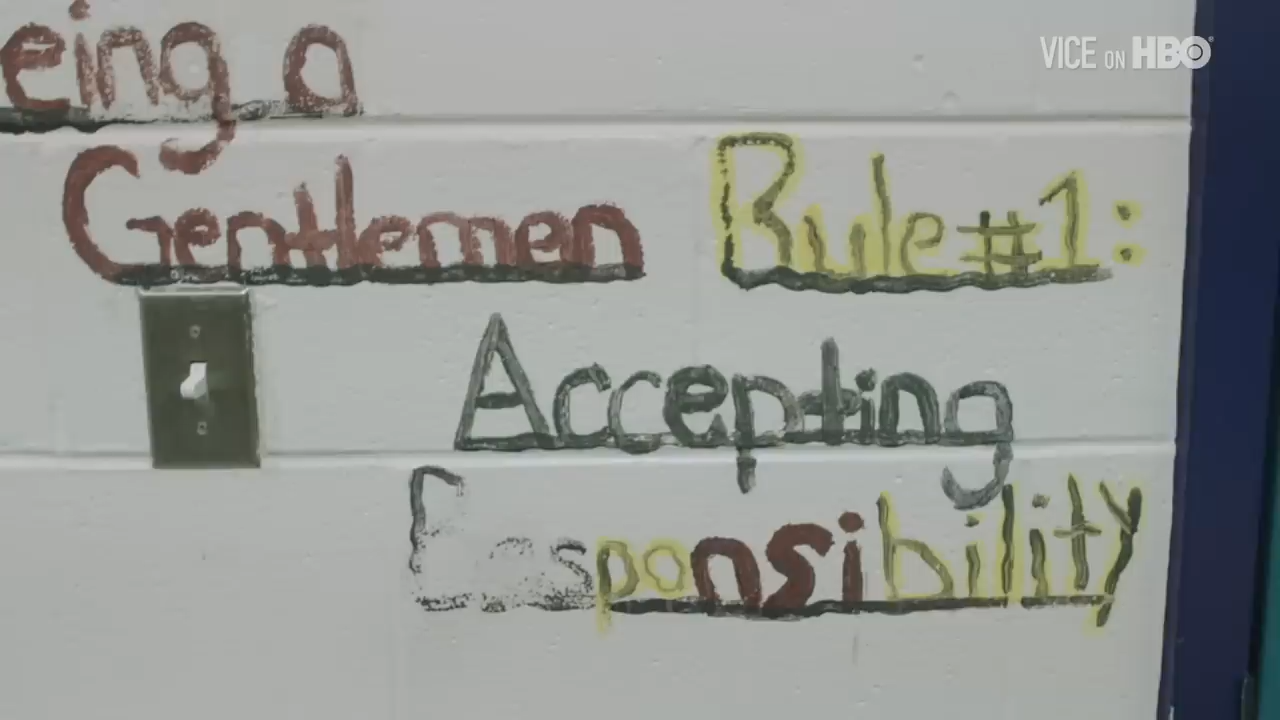 VICE ON HBO
eing a
Gentlemen Rule #1:
Accepting
Responsibility